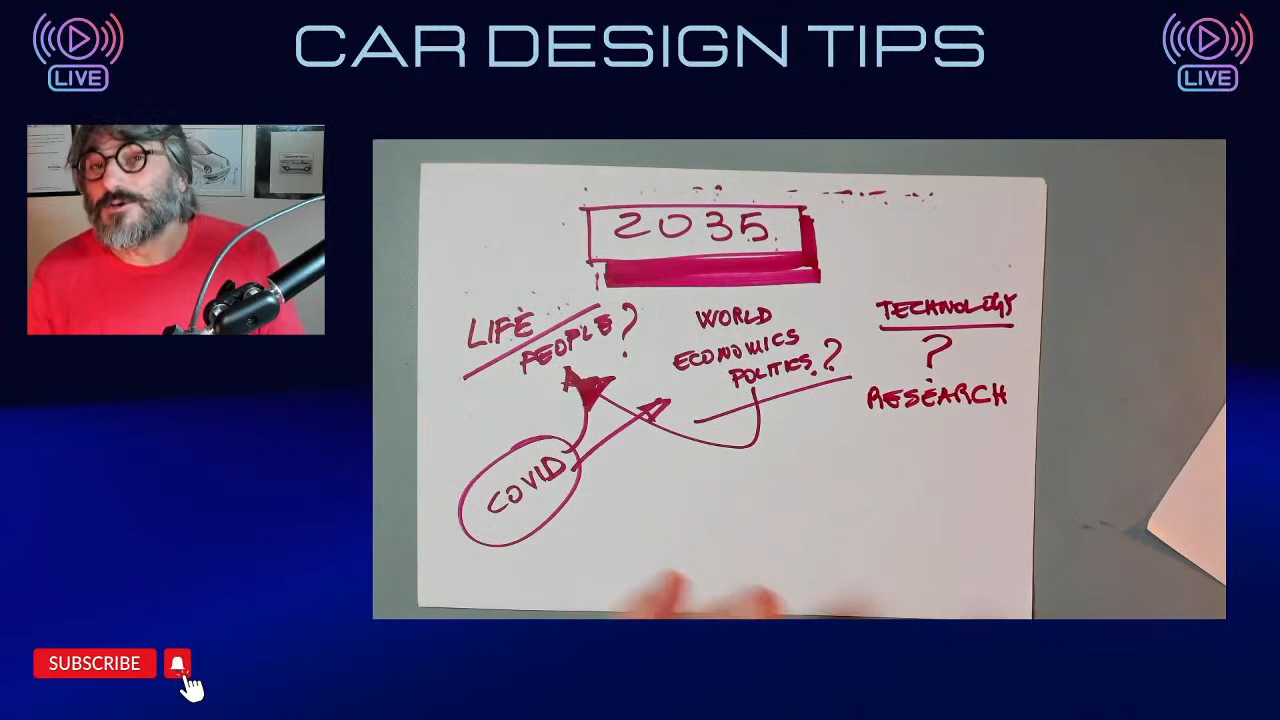 CAR DESIGN TIPS
LIVE
LIVE
2035
LIFE
PEOPLE?
WORLD
ECONOMICS
POLITICS.?
TECHNOLOGY
?
RESEARCH
COVID
SUBSCRIBE